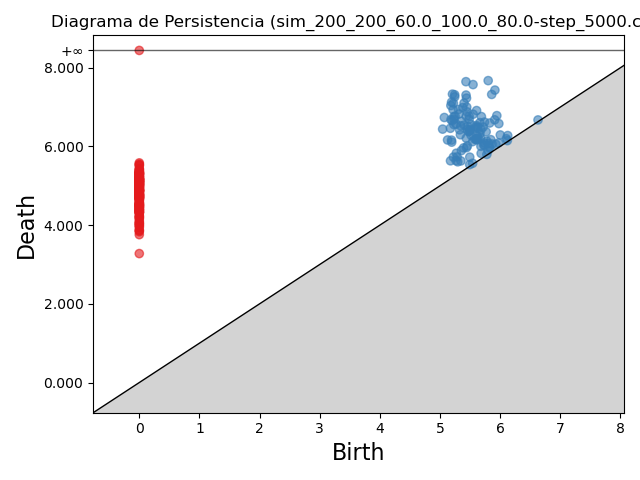 Diagrama de Persistencia (sim_200_200_60.0_100.0_80.0-step_5000.c
+∞
8.000
6.000
4.000
2.000
0.000
Death
0 1 2 3 4 5 6 7 8
Birth